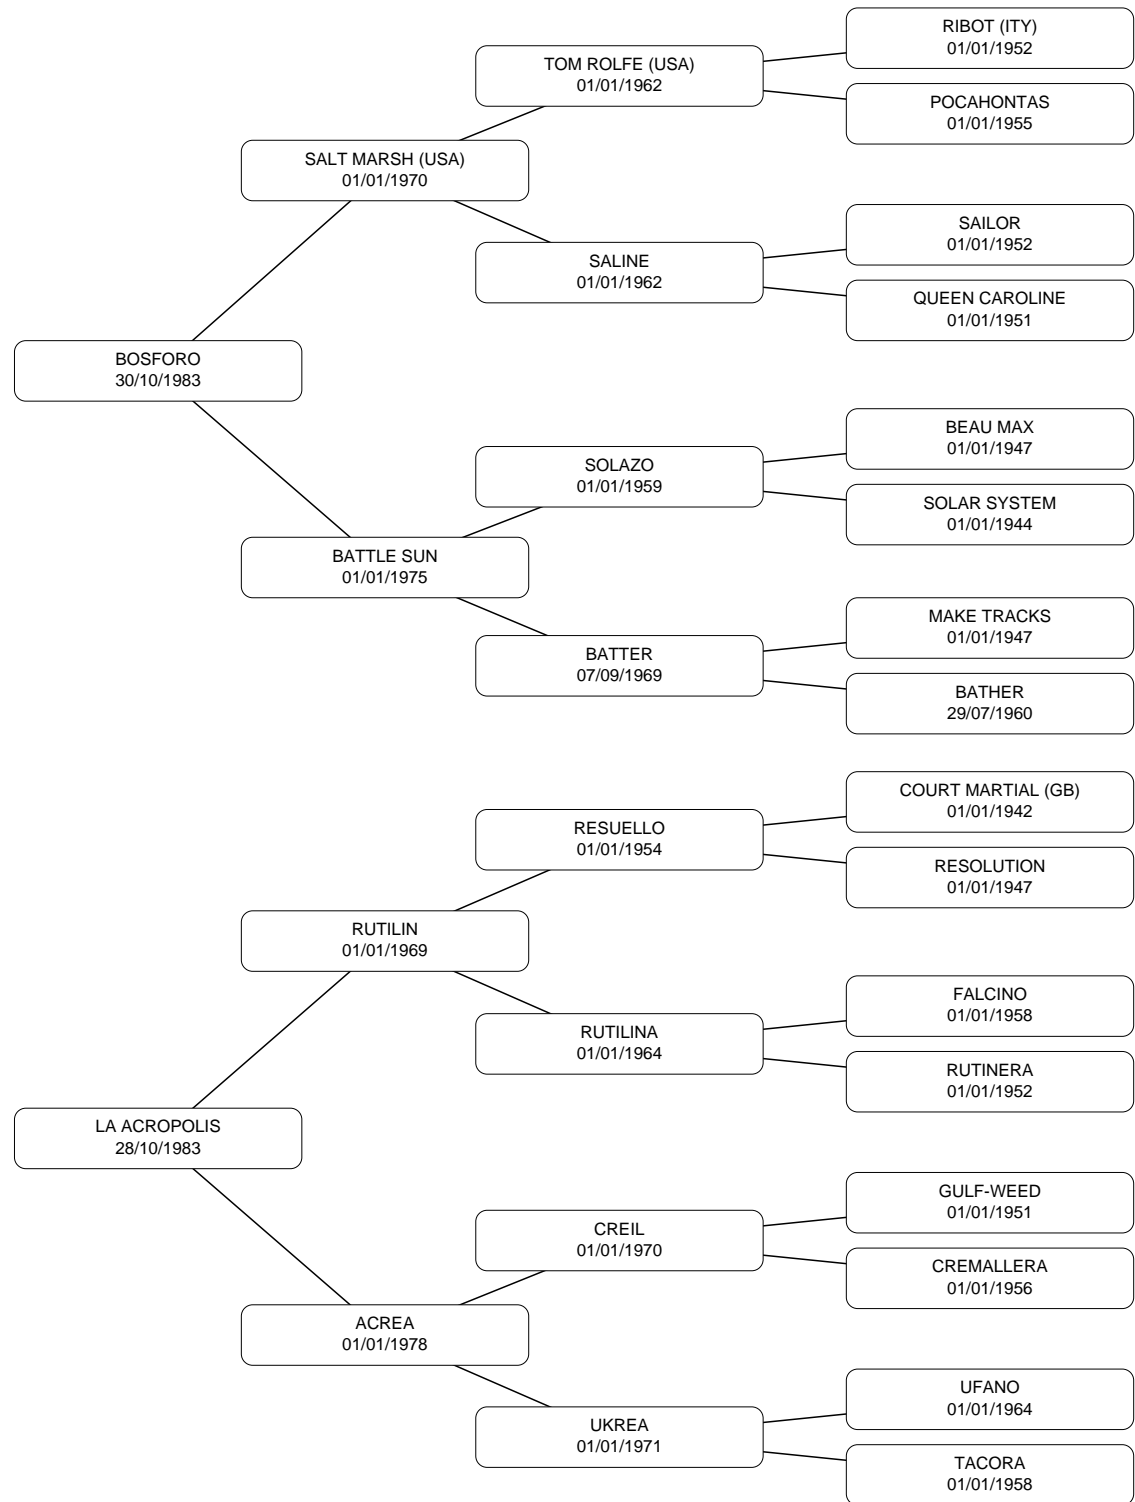 RIBOT (ITY)
01/01/1952
TOM ROLFE (USA)
01/01/1962
POCAHONTAS
01/01/1955
SALT MARSH (USA)
01/01/1970
SAILOR
01/01/1952
SALINE
01/01/1962
QUEEN CAROLINE
01/01/1951
BOSFORO
30/10/1983
BEAU MAX
01/01/1947
SOLAZO
01/01/1959
SOLAR SYSTEM
01/01/1944
BATTLE SUN
01/01/1975
MAKE TRACKS
01/01/1947
BATTER
07/09/1969
BATHER
29/07/1960
COURT MARTIAL (GB)
01/01/1942
RESUELLO
01/01/1954
RESOLUTION
01/01/1947
RUTILIN
01/01/1969
FALCINO
01/01/1958
RUTILINA
01/01/1964
RUTINERA
01/01/1952
LA ACROPOLIS
28/10/1983
GULF-WEED
01/01/1951
CREIL
01/01/1970
CREMALLERA
01/01/1956
ACREA
01/01/1978
UFANO
01/01/1964
UKREA
01/01/1971
TACORA
01/01/1958